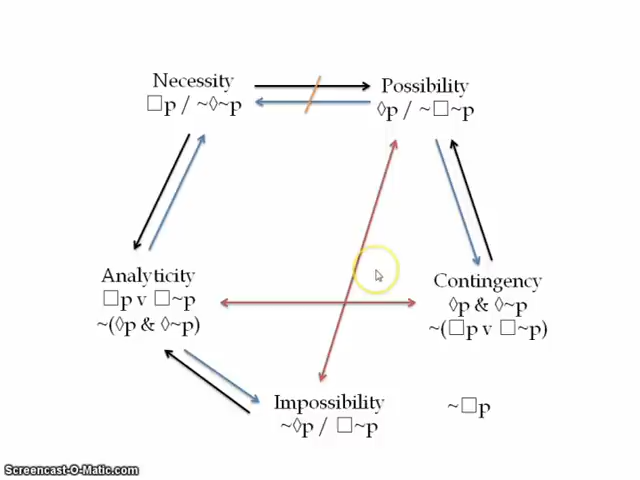 Necessity
□p / ~◊~p
Possibility
◊p / ~□~p
Analyticity
□p v □~p
~(◊p & ◊~p)
Contingency
◊p & ◊~p
~(□p v □~p)
Impossibility
~◊p / □~p
~□p
Screencast-O-Matic.com